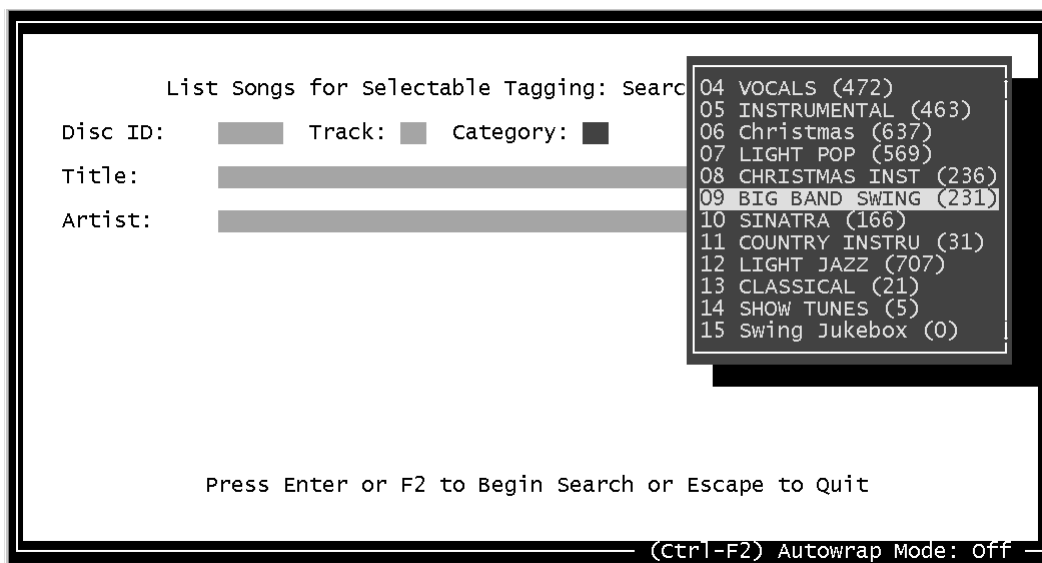 List Songs for Selectable Tagging: Searc
Disc ID: Track: Category:
Title:
Artist:
04 VOCALS (472)
05 INSTRUMENTAL (463)
06 Christmas (637)
07 LIGHT POP (569)
08 CHRISTMAS INST (236)
09 BIG BAND SWING (231)
10 SINATRA (166)
11 COUNTRY INSTRU (31)
12 LIGHT JAZZ (707)
13 CLASSICAL (21)
14 SHOW TUNES (5)
15 Swing Jukebox (0)
Press Enter or F2 to Begin Search or Escape to Quit
(Ctrl-F2) Autowrap Mode: Off